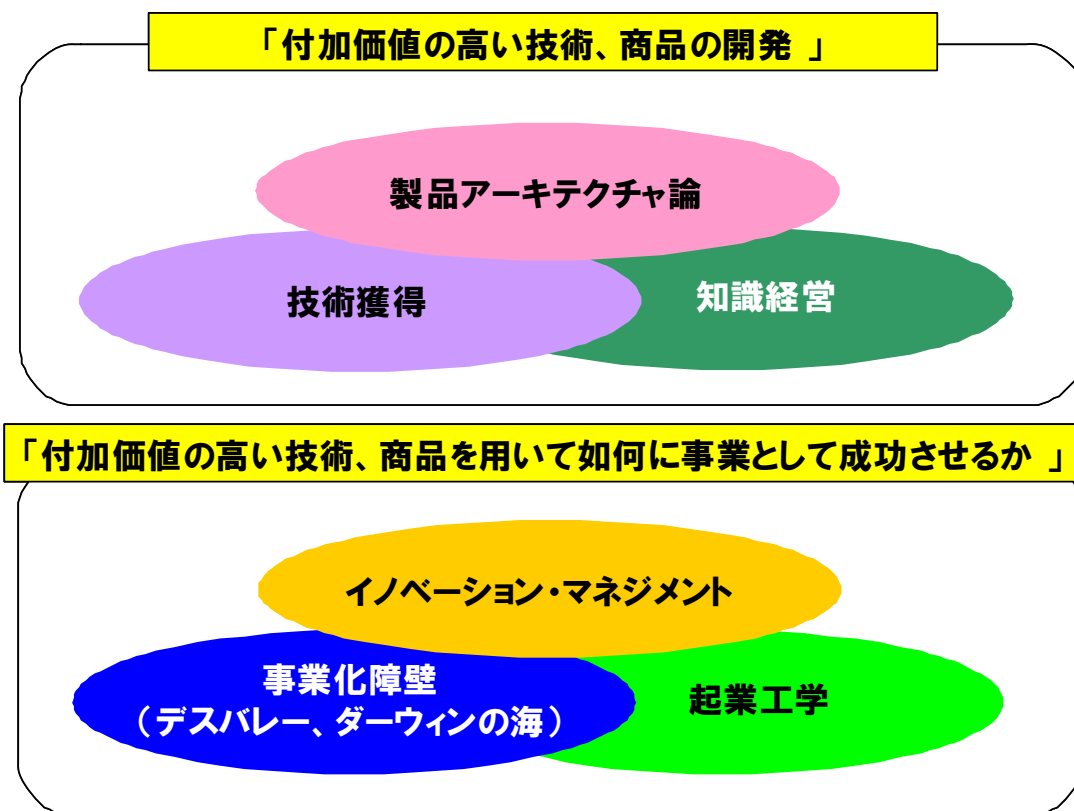 「付加価値の高い技術、商品の開発 」
製品アーキテクチャ論
技術獲得
知識経営
「付加価値の高い技術、商品を用いて如何に事業として成功させるか 」
イノベーション・マネジメント
事業化障壁
（デスバレー、ダーウィンの海）
起業工学